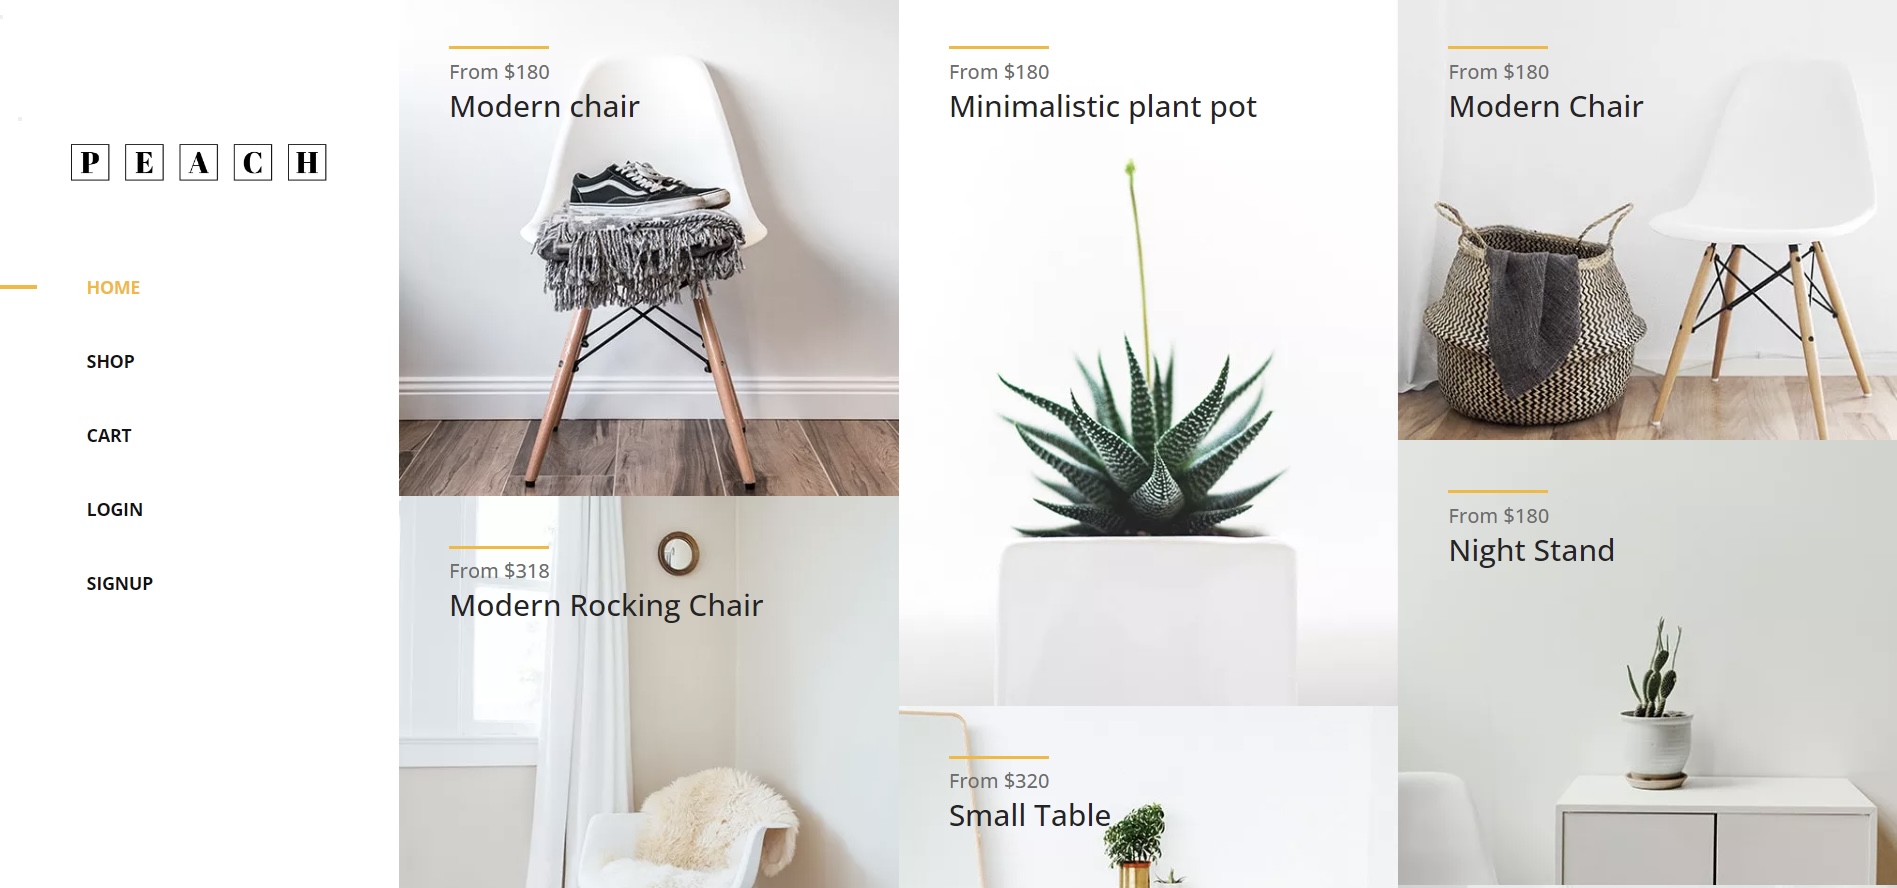 P E A C H
HOME
SHOP
CART
LOGIN
SIGNUP
From $180
Modern chair
From $318
Modern Rocking Chair
From $180
Minimalistic plant pot
From $320
Small Table
From $180
Modern Chair
From $180
Night Stand